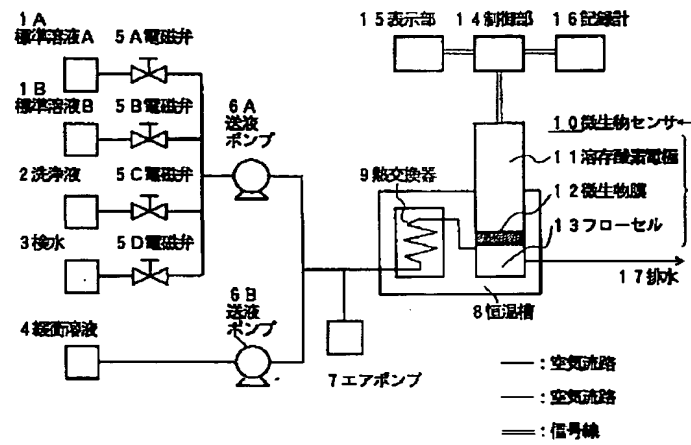 1A
標準溶液A
5A電磁弁
1B
標準溶液B
5B電磁弁
2洗浄液
5C電磁弁
3検水
5D電磁弁
4緩衝溶液
6A
送液
ポンプ
6B
送液
ポンプ
7エアポンプ
15表示部
14制御部
16記録計
10微生物センサ
11溶存酸素電極
12微生物膜
13フローセル
9熱交換器
8恒温槽
17排水
：空気流路
：空気流路
：信号線